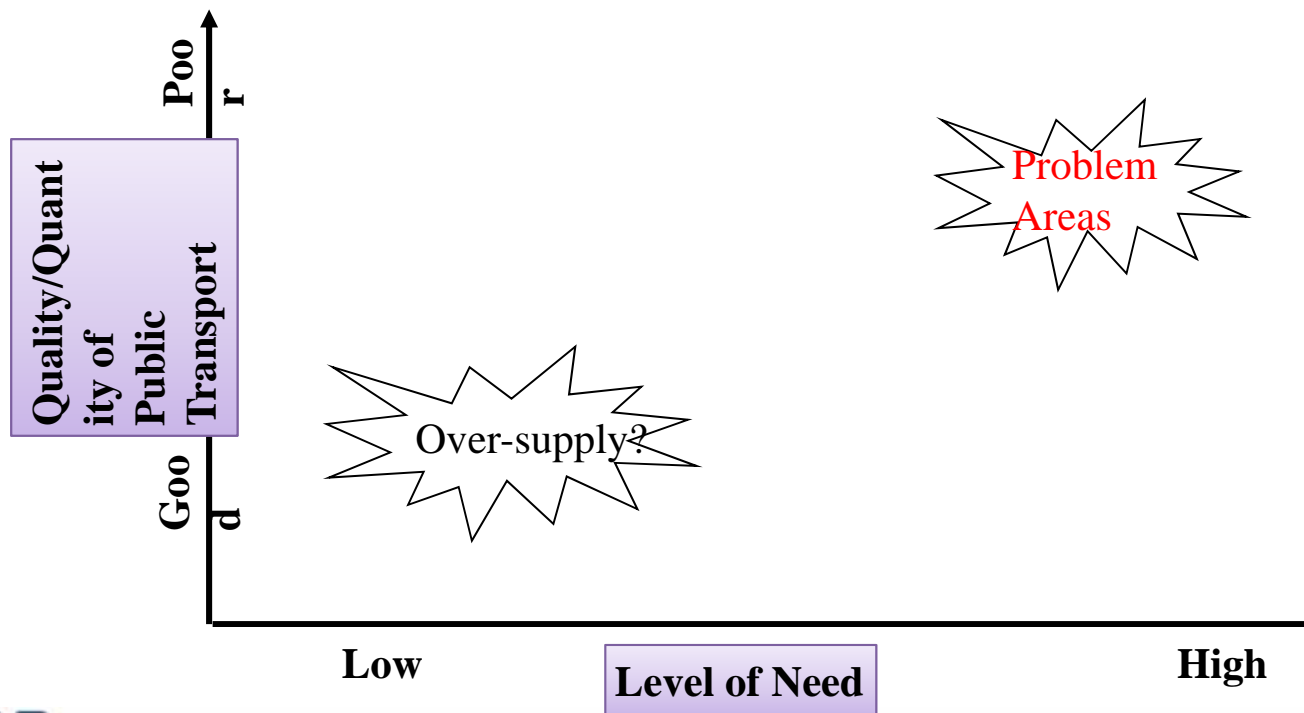 Poo
r
Quality/Quant
ity of
Public
Transport
Goo
d
Problem
Areas
Over-supply?
Low
Level of Need
High